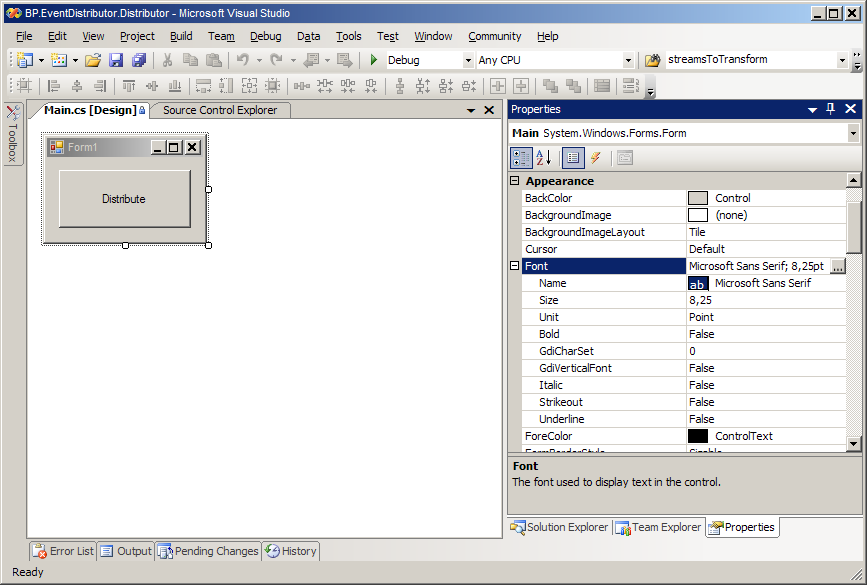 BP.EventDistributor.Distributor - Microsoft Visual Studio
File Edit View Project Build Team Debug Data Tools Test Window Community Help
Debug Any CPU streamsToTransform
Toolbox
Main.cs [Design] Source Control Explorer
Form1
Distribute
Properties
Main System.Windows.Forms.Form
Appearance
BackColor Control
BackgroundImage (none)
BackgroundImageLayout Tile
Cursor Default
Font Microsoft Sans Serif; 8,25pt ...
Name ab Microsoft Sans Serif
Size 8,25
Unit Point
Bold False
GdiCharSet 0
GdiVerticalFont False
Italic False
Strikeout False
Underline False
ForeColor ControlText
FormBorderStyle Sizable
Font
The font used to display text in the control.
Solution Explorer Team Explorer Properties
Error List Output Pending Changes History
Ready